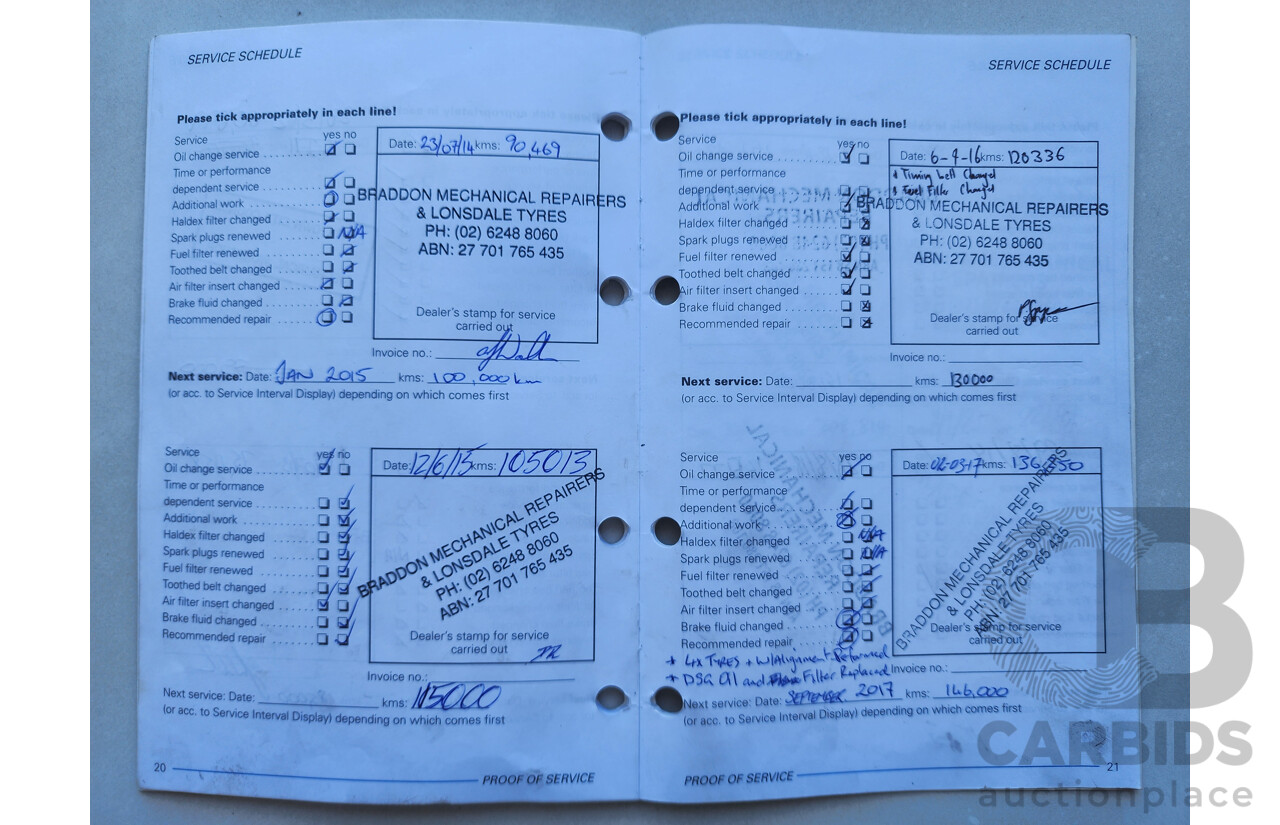 SERVICE SCHEDULE
Please tick appropriately in each line!
Service yes no
Oil change service
Time or performance
dependent service
Additional work
Haldex filter changed
Spark plugs renewed N/A
Fuel filter renewed
Toothed belt changed
Air filter insert changed
Brake fluid changed
Recommended repair
Date: 23/07/14 kms: 90,469
BRADDON MECHANICAL REPAIRERS
& LONSDALE TYRES
PH: (02) 6248 8060
ABN: 27 701 765 435
Dealer's stamp for service
carried out
Invoice no.:
Next service: Date: JAN 2015 kms: 100,000km
(or acc. to Service Interval Display) depending on which comes first
Service yes no
Oil change service
Time or performance
dependent service
Additional work
Haldex filter changed
Spark plugs renewed
Fuel filter renewed
Toothed belt changed
Air filter insert changed
Brake fluid changed
Recommended repair
Date: 12/6/15 kms: 105013
BRADDON MECHANICAL REPAIRERS
& LONSDALE TYRES
PH: (02) 6248 8060
ABN: 27 701 765 435
Dealer's stamp for service
carried out
Invoice no.:
Next service: Date: kms: 115000
(or acc. to Service Interval Display) depending on which comes first
20 PROOF OF SERVICE
SERVICE SCHEDULE
Please tick appropriately in each line!
Service yes no
Oil change service
Time or performance
dependent service
Additional work
Haldex filter changed
Spark plugs renewed
Fuel filter renewed
Toothed belt changed
Air filter insert changed
Brake fluid changed
Recommended repair
Date: 6-9-16 kms: 120336
* Timing belt Changed
* Fuel Filter Changed
BRADDON MECHANICAL REPAIRERS
& LONSDALE TYRES
PH: (02) 6248 8060
ABN: 27 701 765 435
Dealer's stamp for service
carried out
Invoice no.:
Next service: Date: kms: 130000
(or acc. to Service Interval Display) depending on which comes first
Service yes no
Oil change service
Time or performance
dependent service
Additional work
Haldex filter changed N/A
Spark plugs renewed N/A
Fuel filter renewed
Toothed belt changed
Air filter insert changed
Brake fluid changed
Recommended repair
Date: 02-03-17 kms:
BRADDON MECHANICAL REPAIRERS
& LONSDALE TYRES
PH: (02) 6248 8060
ABN: 27 701 765 435
Dealer's stamp for service
carried out
* 4x TYRES + W/Alignment Performed
* DSG Oil and Filter Replaced
Invoice no.:
Next service: Date: SEPTEMBER 2017 kms: 146,000
(or acc. to Service Interval Display) depending on which comes first
PROOF OF SERVICE 21
CARBIDS
auctionplace